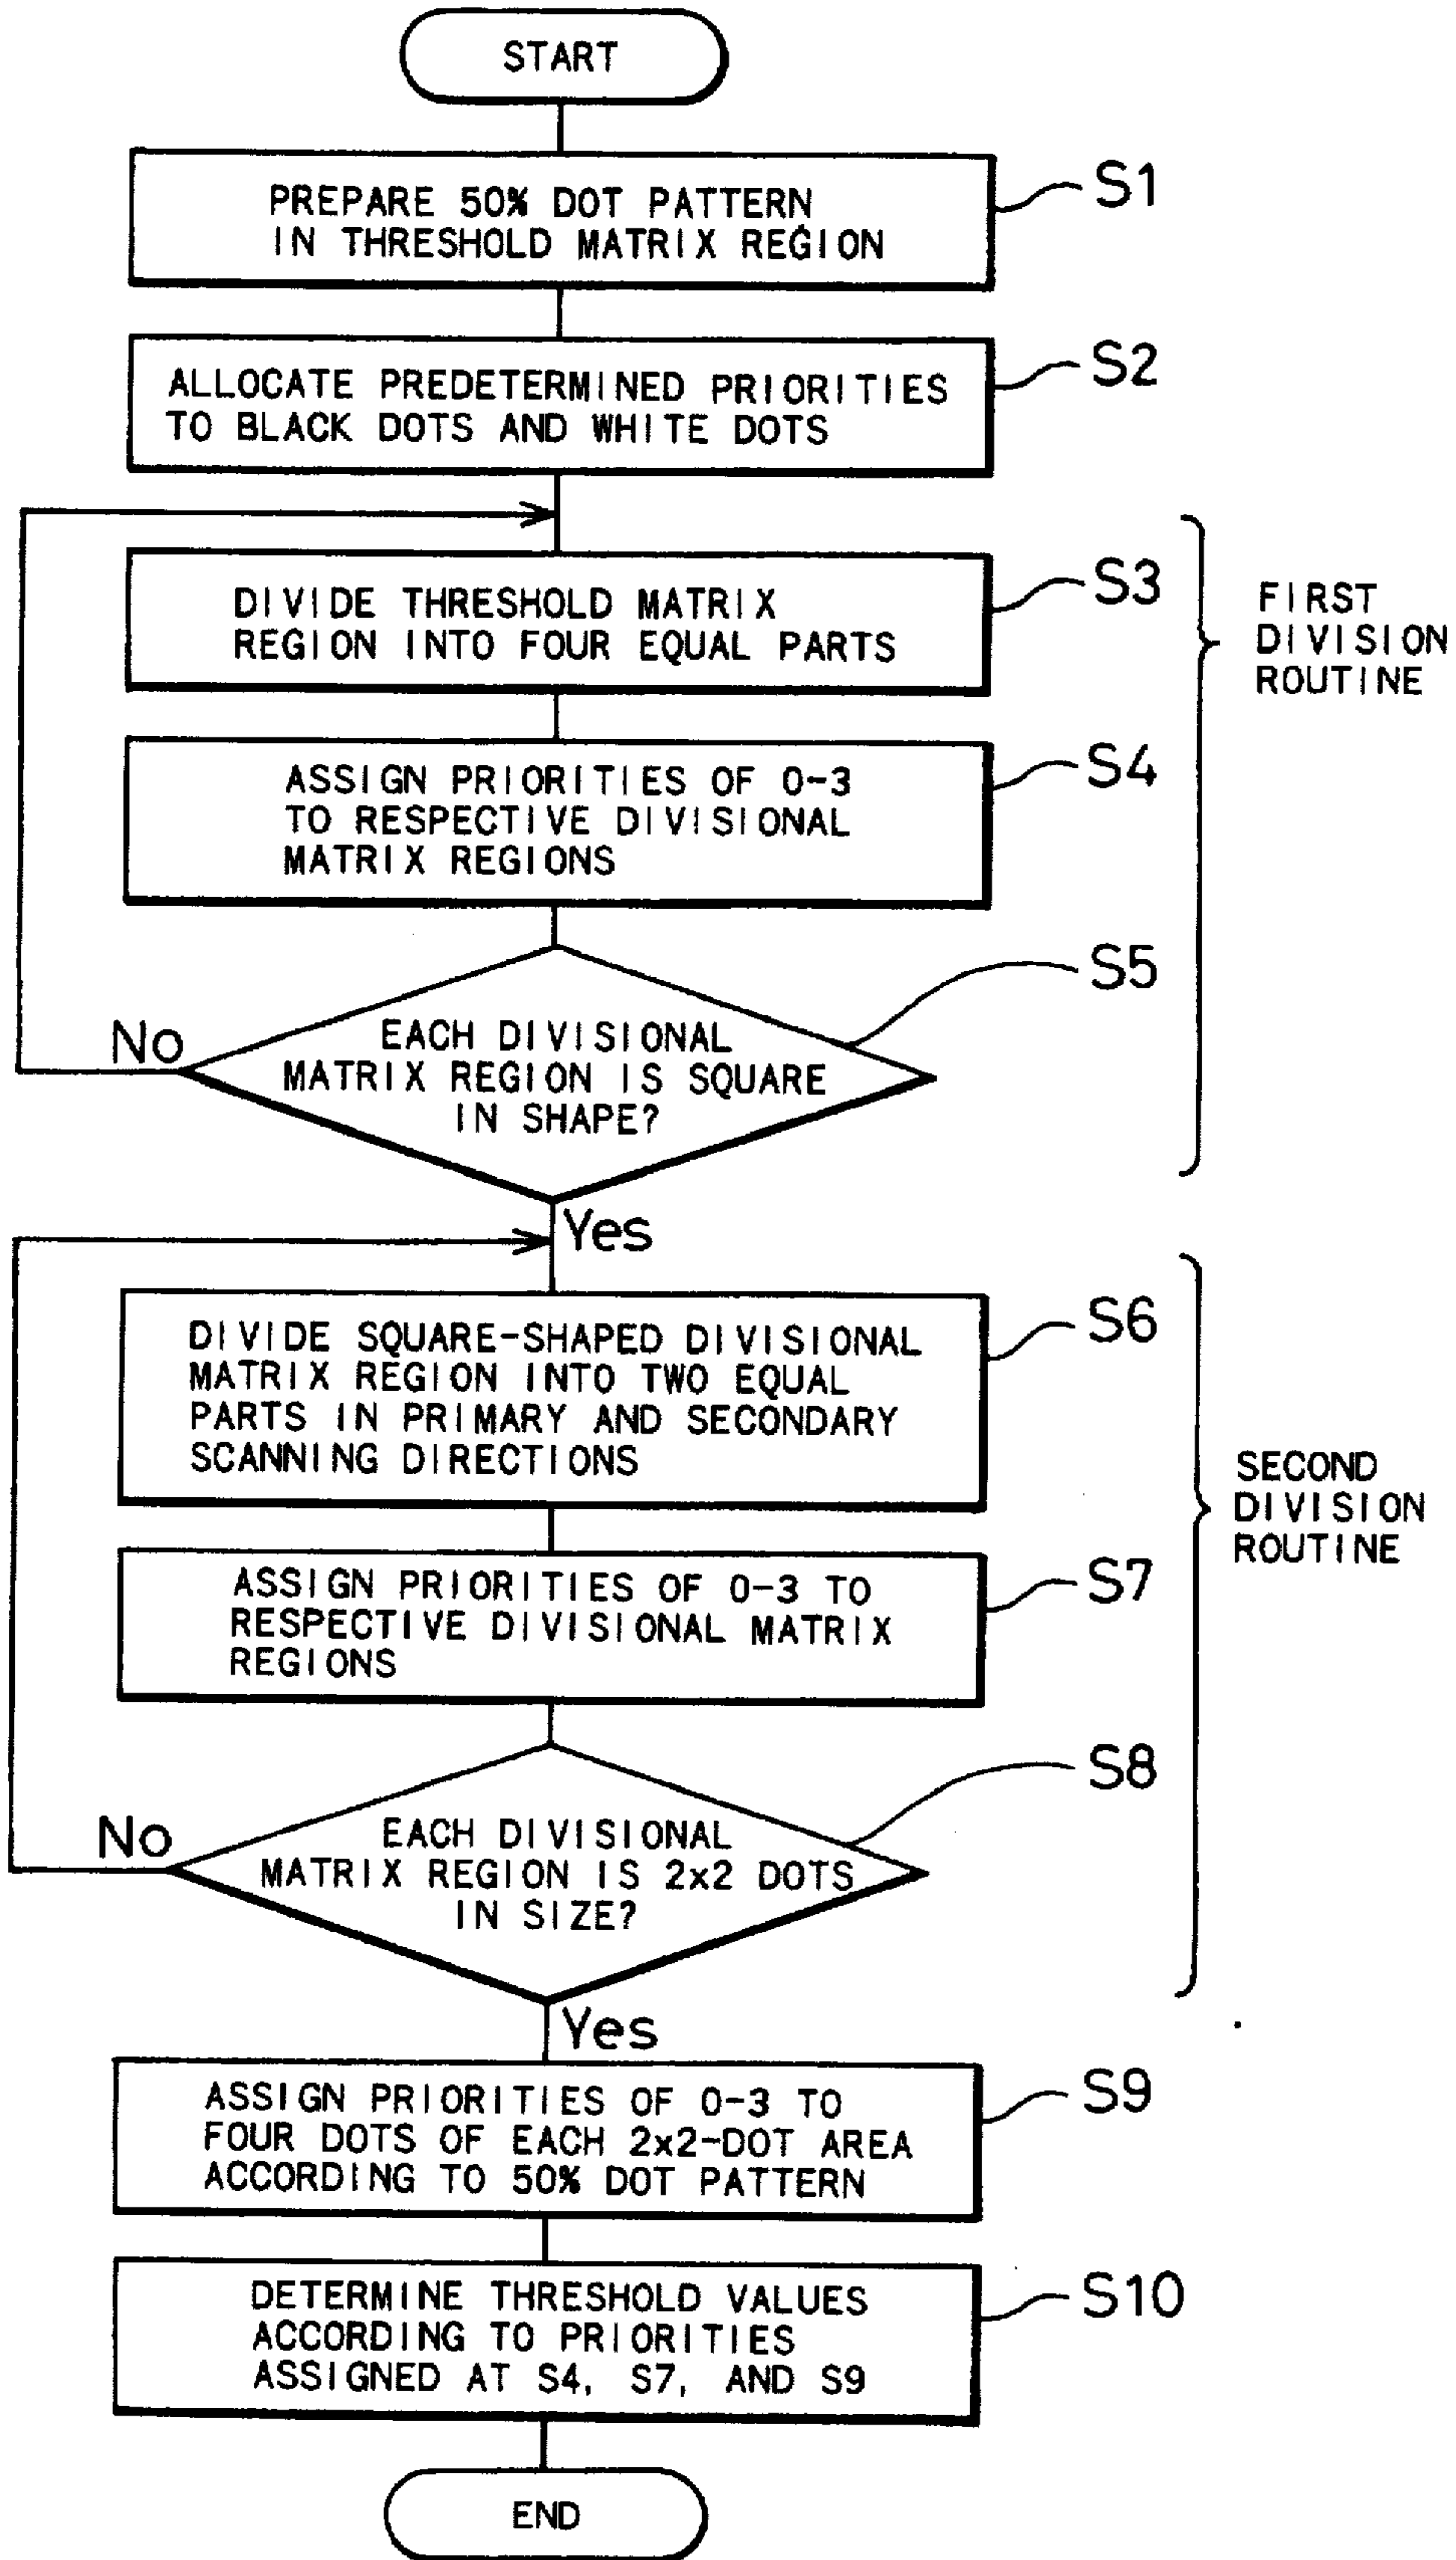 START
PREPARE 50% DOT PATTERN
IN THRESHOLD MATRIX REGION
S1
ALLOCATE PREDETERMINED PRIORITIES
TO BLACK DOTS AND WHITE DOTS
S2
DIVIDE THRESHOLD MATRIX
REGION INTO FOUR EQUAL PARTS
S3
FIRST
DIVISION
ROUTINE
ASSIGN PRIORITIES OF 0-3
TO RESPECTIVE DIVISIONAL
MATRIX REGIONS
S4
EACH DIVISIONAL
MATRIX REGION IS SQUARE
IN SHAPE?
S5
No
Yes
DIVIDE SQUARE-SHAPED DIVISIONAL
MATRIX REGION INTO TWO EQUAL
PARTS IN PRIMARY AND SECONDARY
SCANNING DIRECTIONS
S6
SECOND
DIVISION
ROUTINE
ASSIGN PRIORITIES OF 0-3 TO
RESPECTIVE DIVISIONAL MATRIX
REGIONS
S7
EACH DIVISIONAL
MATRIX REGION IS 2x2 DOTS
IN SIZE?
S8
No
Yes
ASSIGN PRIORITIES OF 0-3 TO
FOUR DOTS OF EACH 2x2-DOT AREA
ACCORDING TO 50% DOT PATTERN
S9
DETERMINE THRESHOLD VALUES
ACCORDING TO PRIORITIES
ASSIGNED AT S4, S7, AND S9
S10
END